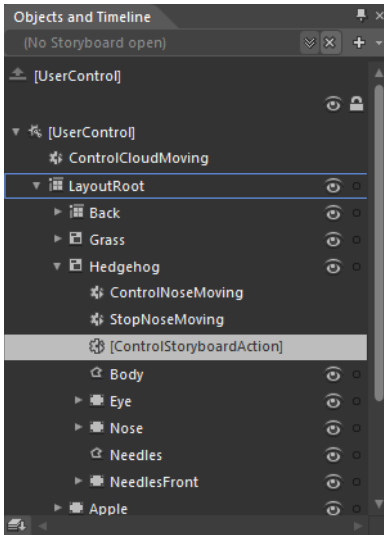 Objects and Timeline
(No Storyboard open)
[UserControl]
[UserControl]
ControlCloudMoving
LayoutRoot
Back
Grass
Hedgehog
ControlNoseMoving
StopNoseMoving
[ControlStoryboardAction]
Body
Eye
Nose
Needles
NeedlesFront
Apple